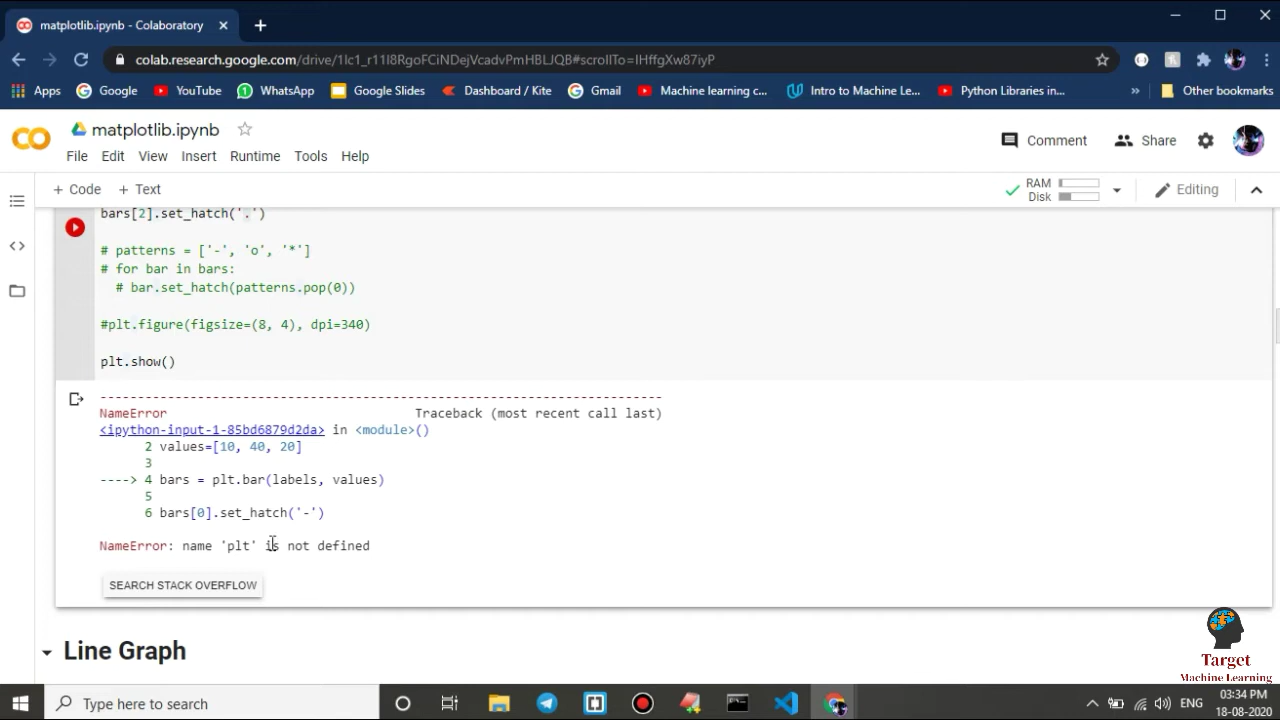 matplotlib.ipynb - Colaboratory
colab.research.google.com/drive/1lc1_r11I8RgoFCiNDejVcadvPmHBLJQB#scrollTo=IHffgXw87iyP
Apps Google YouTube WhatsApp Google Slides Dashboard / Kite Gmail Machine learning c... Intro to Machine Le... Python Libraries in... » Other bookmarks
matplotlib.ipynb
Comment Share
File Edit View Insert Runtime Tools Help
+ Code + Text
RAM
Disk
Editing
bars[2].set_hatch('.')
# patterns = ['-', 'o', '*']
# for bar in bars:
# bar.set_hatch(patterns.pop(0))
#plt.figure(figsize=(8, 4), dpi=340)
plt.show()
---------------------------------------------------------------------------
NameError Traceback (most recent call last)
<ipython-input-1-85bd6879d2da> in <module>()
2 values=[10, 40, 20]
3
----> 4 bars = plt.bar(labels, values)
5
6 bars[0].set_hatch('-')
NameError: name 'plt' is not defined
SEARCH STACK OVERFLOW
Line Graph
Target
Machine Learning
Type here to search
ENG
03:34 PM
18-08-2020